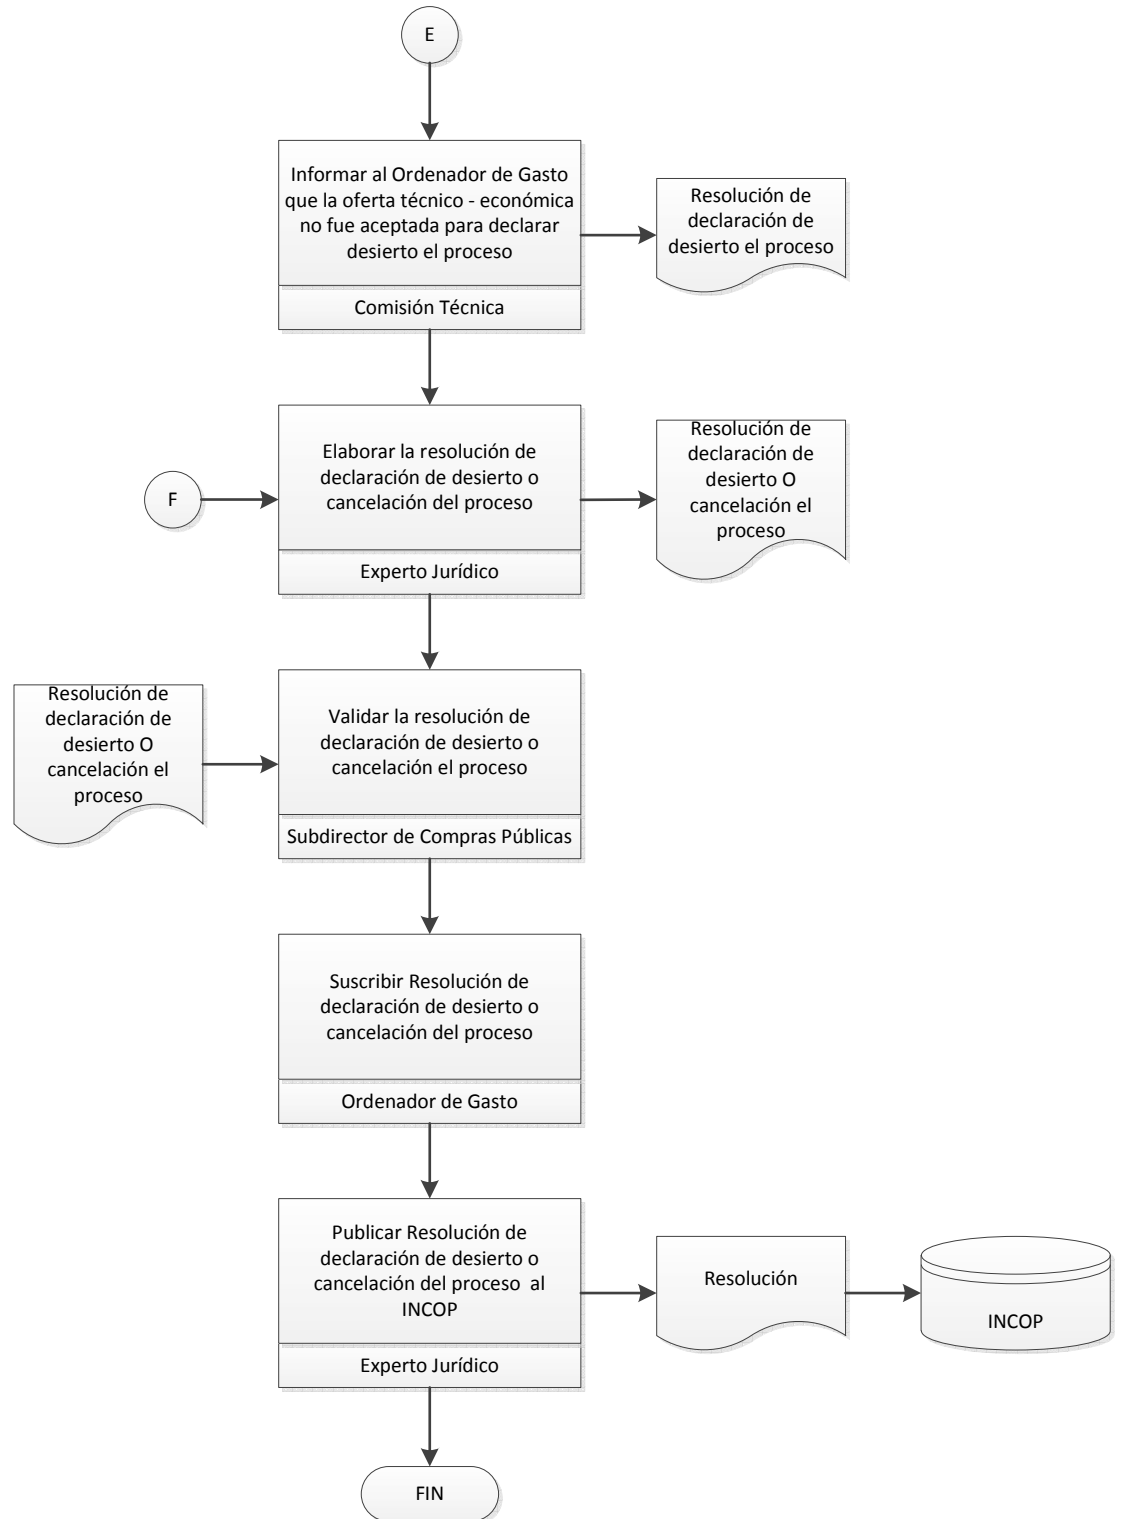 E
Informar al Ordenador de Gasto
que la oferta técnico - económica
no fue aceptada para declarar
desierto el proceso
Comisión Técnica
Resolución de
declaración de
desierto el proceso
F
Elaborar la resolución de
declaración de desierto o
cancelación del proceso
Experto Jurídico
Resolución de
declaración de
desierto O
cancelación el
proceso
Resolución de
declaración de
desierto O
cancelación el
proceso
Validar la resolución de
declaración de desierto o
cancelación el proceso
Subdirector de Compras Públicas
Suscribir Resolución de
declaración de desierto o
cancelación del proceso
Ordenador de Gasto
Publicar Resolución de
declaración de desierto o
cancelación del proceso al
INCOP
Experto Jurídico
Resolución
INCOP
FIN